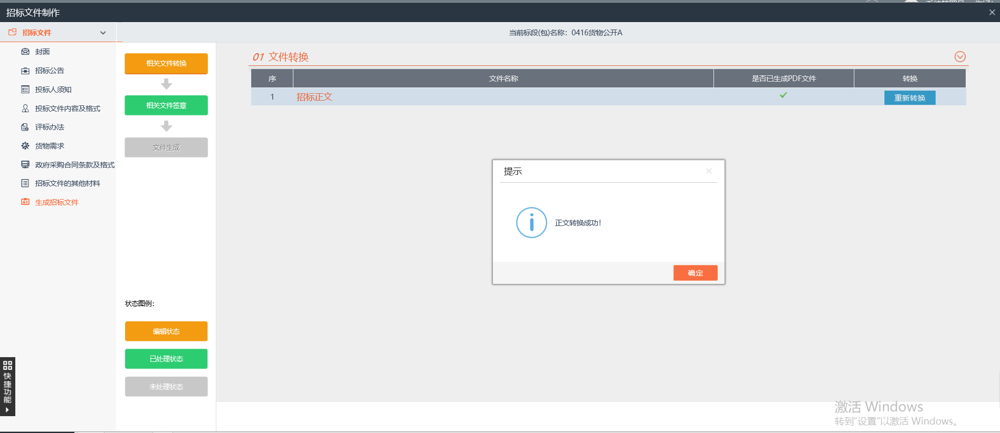 招标文件制作
招标文件
当前标段(包)名称：0416货物公开A
封面
招标公告
投标人须知
投标文件内容及格式
评标办法
货物需求
政府采购合同条款及格式
招标文件的其他材料
生成招标文件
相关文件转换
相关文件签章
文件生成
状态图例：
编辑状态
已处理状态
未处理状态
01 文件转换
序 文件名称 是否已生成PDF文件 转换
1 招标正文 重新转换
提示
正文转换成功！
确定
快捷功能
激活 Windows
转到“设置”以激活 Windows。